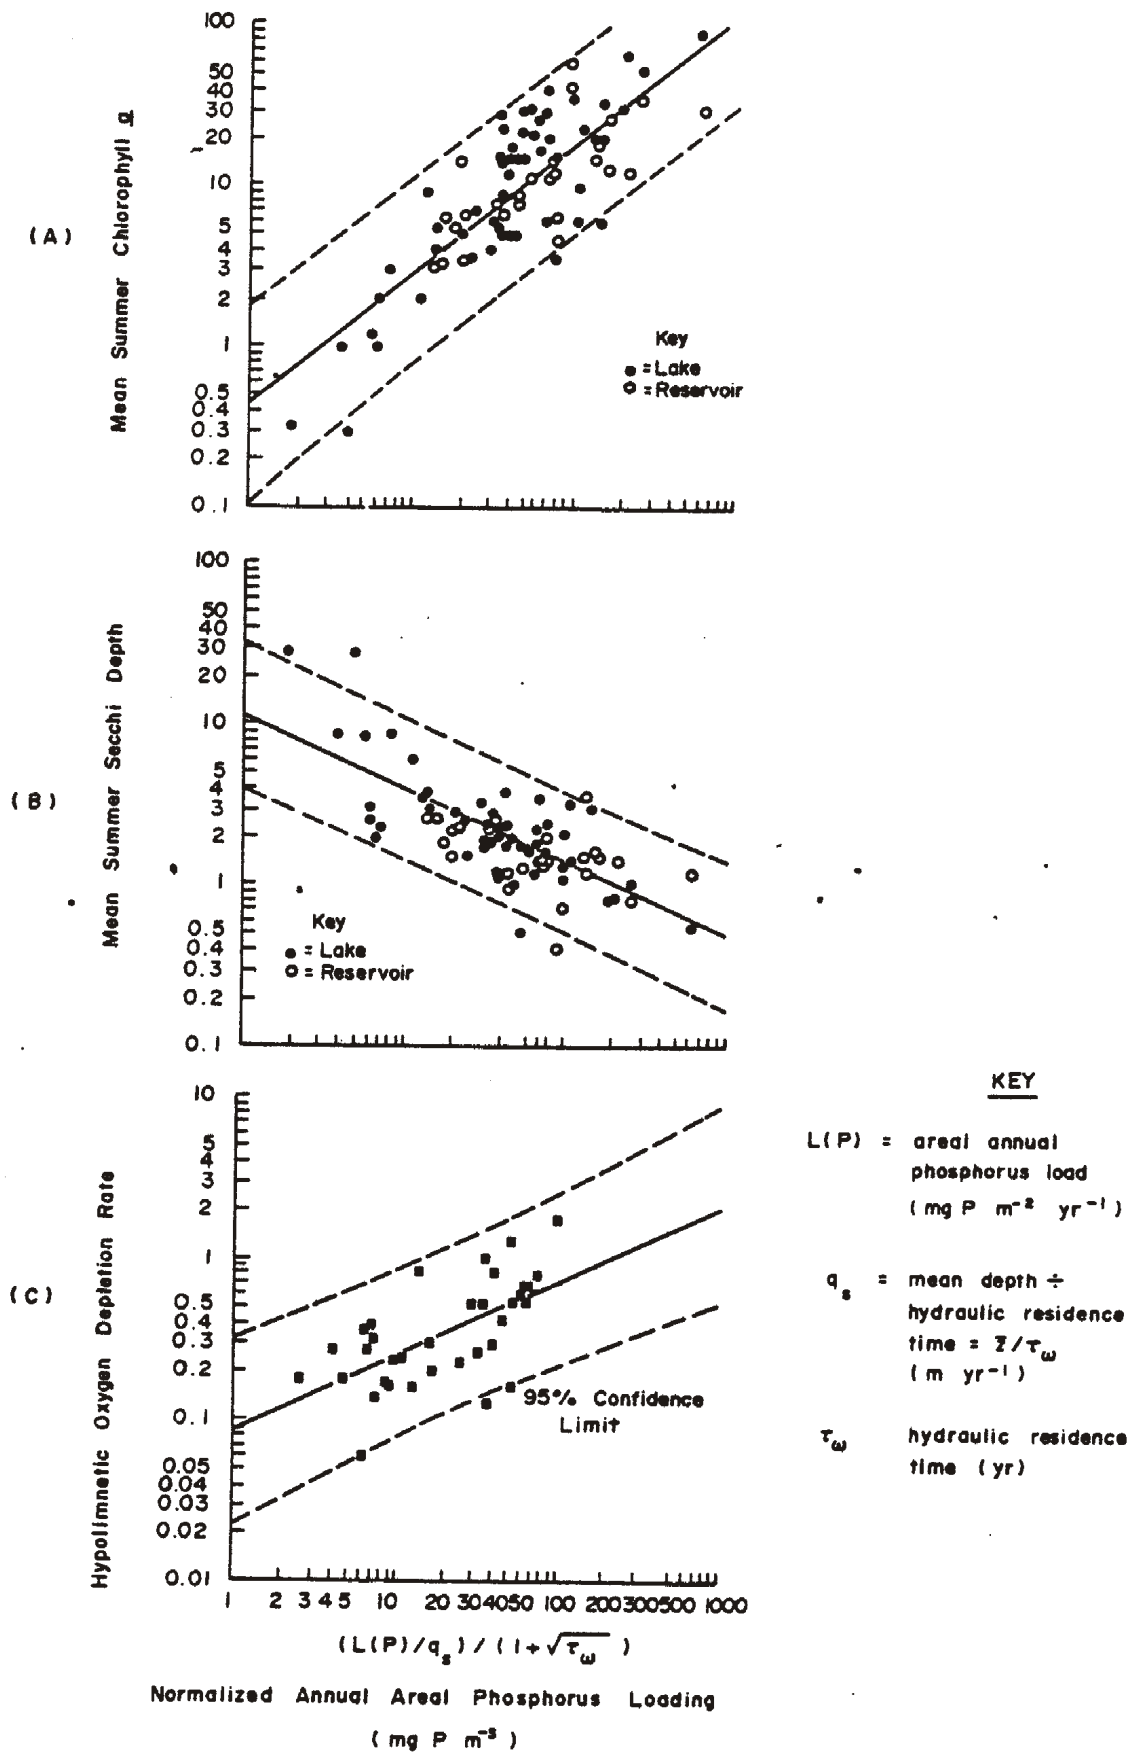 (A)
Mean Summer Chlorophyll a
100
50
40
30
20
10
5
4
3
2
1
0.5
0.4
0.3
0.2
0.1
Key
● = Lake
○ = Reservoir
(B)
Mean Summer Secchi Depth
100
50
40
30
20
10
5
4
3
2
1
0.5
0.4
0.3
0.2
0.1
Key
● = Lake
○ = Reservoir
(C)
Hypolimnetic Oxygen Depletion Rate
10
5
4
3
2
1
0.5
0.4
0.3
0.2
0.1
0.05
0.04
0.03
0.02
0.01
95% Confidence
Limit
1 2 3 4 5 10 20 30 40 50 100 200 300 500 1000
(L(P)/qs)/(1+√τω)
Normalized Annual Areal Phosphorus Loading
(mg P m⁻³)
KEY
L(P) = areal annual
phosphorus load
(mg P m⁻² yr⁻¹)
qs = mean depth ÷
hydraulic residence
time = z̄/τω
(m yr⁻¹)
τω hydraulic residence
time (yr)